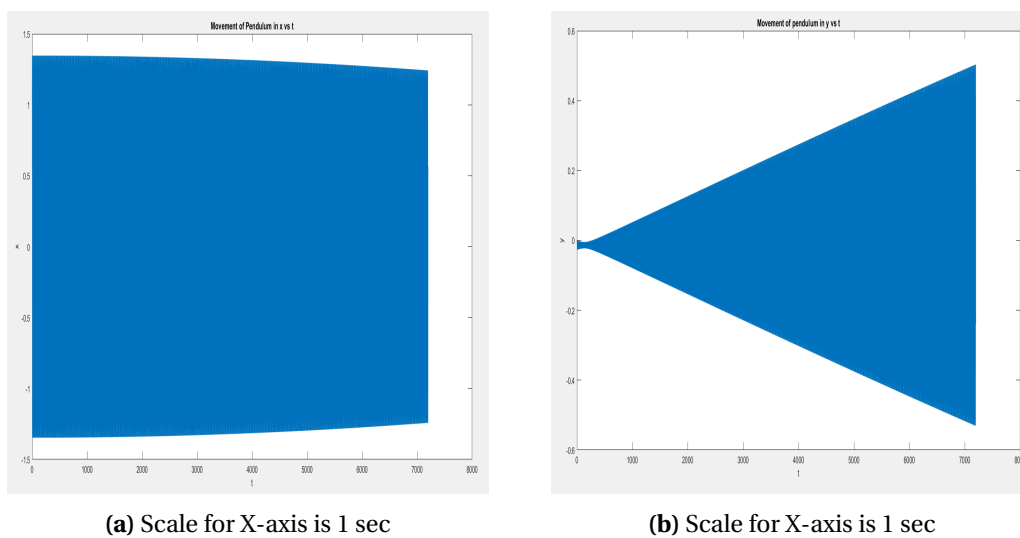 Movement of Pendulum in x vs t
1.5
1
0.5
0
-0.5
-1
-1.5
x
0 1000 2000 3000 4000 5000 6000 7000 8000
t
(a) Scale for X-axis is 1 sec
Movement of pendulum in y vs t
0.6
0.4
0.2
0
-0.2
-0.4
-0.6
y
0 1000 2000 3000 4000 5000 6000 7000 8000
t
(b) Scale for X-axis is 1 sec